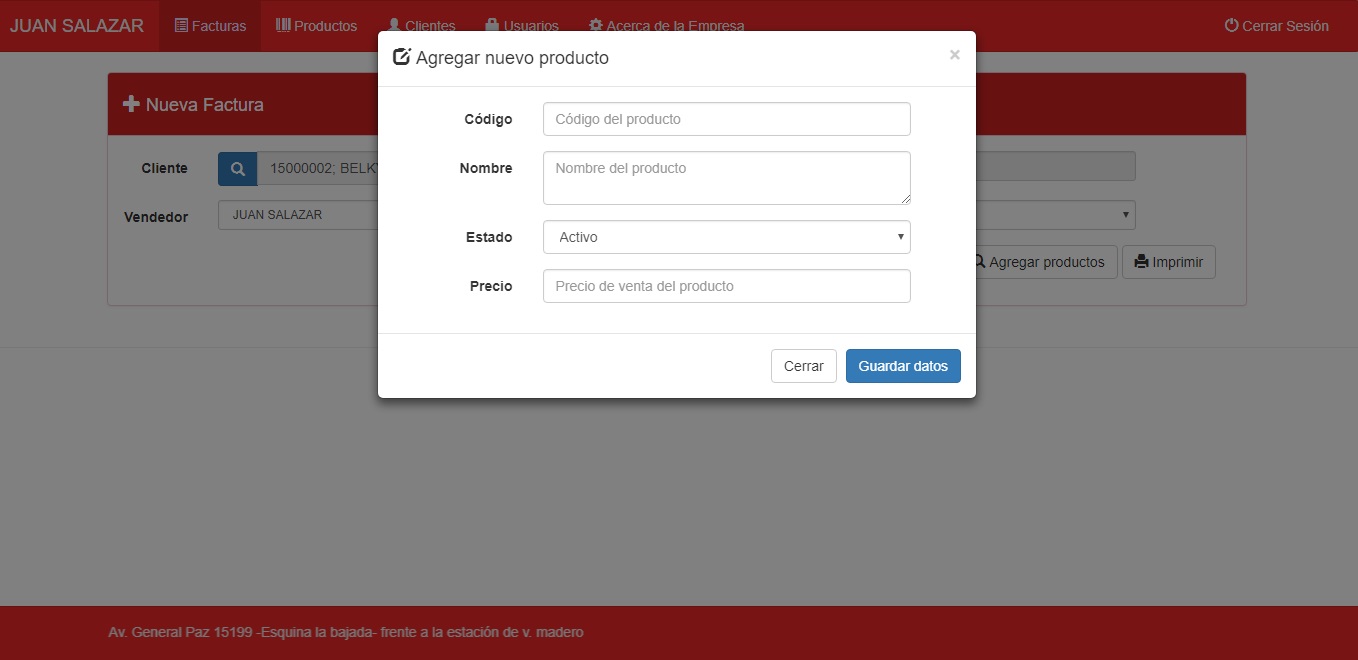 JUAN SALAZAR Facturas Productos Clientes Usuarios Acerca de la Empresa Cerrar Sesión
Agregar nuevo producto ×
Nueva Factura
Código Código del producto
Nombre Nombre del producto
Estado Activo
Precio Precio de venta del producto
Cerrar Guardar datos
Cliente 15000002; BELK
Vendedor JUAN SALAZAR
Agregar productos Imprimir
Av. General Paz 15199 -Esquina la bajada- frente a la estación de v. madero